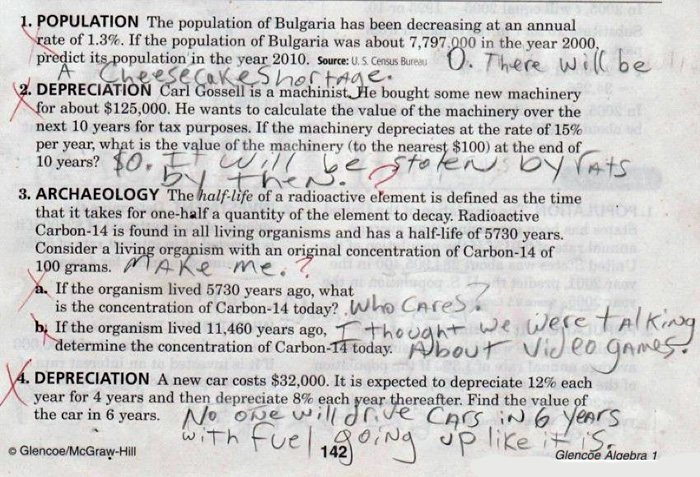 1. POPULATION The population of Bulgaria has been decreasing at an annual
rate of 1.3%. If the population of Bulgaria was about 7,797,000 in the year 2000,
predict its population in the year 2010. Source: U. S. Census Bureau O. There will be
A Cheesecake Shortage.
2. DEPRECIATION Carl Gossell is a machinist. He bought some new machinery
for about $125,000. He wants to calculate the value of the machinery over the
next 10 years for tax purposes. If the machinery depreciates at the rate of 15%
per year, what is the value of the machinery (to the nearest $100) at the end of
10 years? $0. It will be stolen by rats
by then. ?
3. ARCHAEOLOGY The half-life of a radioactive element is defined as the time
that it takes for one-half a quantity of the element to decay. Radioactive
Carbon-14 is found in all living organisms and has a half-life of 5730 years.
Consider a living organism with an original concentration of Carbon-14 of
100 grams. Make me. ?
a. If the organism lived 5730 years ago, what
is the concentration of Carbon-14 today? Who cares. ?
b. If the organism lived 11,460 years ago, I thought we were talking
determine the concentration of Carbon-14 today. About video games.
4. DEPRECIATION A new car costs $32,000. It is expected to depreciate 12% each
year for 4 years and then depreciate 8% each year thereafter. Find the value of
the car in 6 years. No one will drive cars in 6 years
with fuel going up like it is.
© Glencoe/McGraw-Hill 142 Glencoe Algebra 1